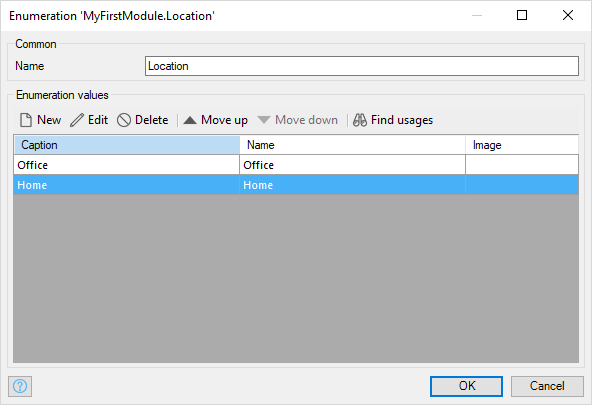 Enumeration 'MyFirstModule.Location'
Common
Name Location
Enumeration values
New Edit Delete Move up Move down Find usages
Caption Name Image
Office Office
Home Home
? OK Cancel